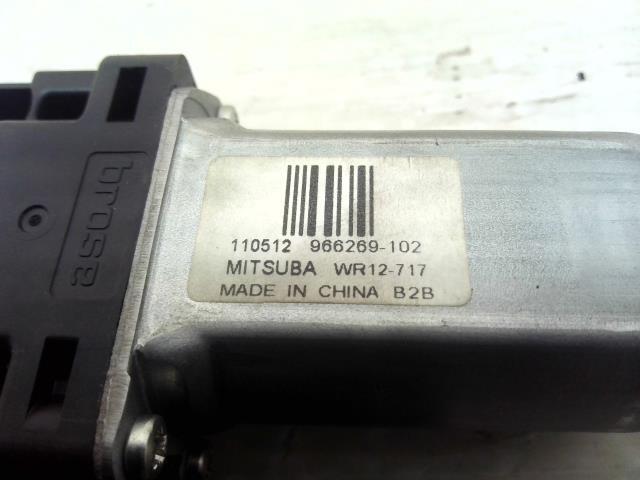 brose
110512 966269-102
MITSUBA WR12-717
MADE IN CHINA B2B